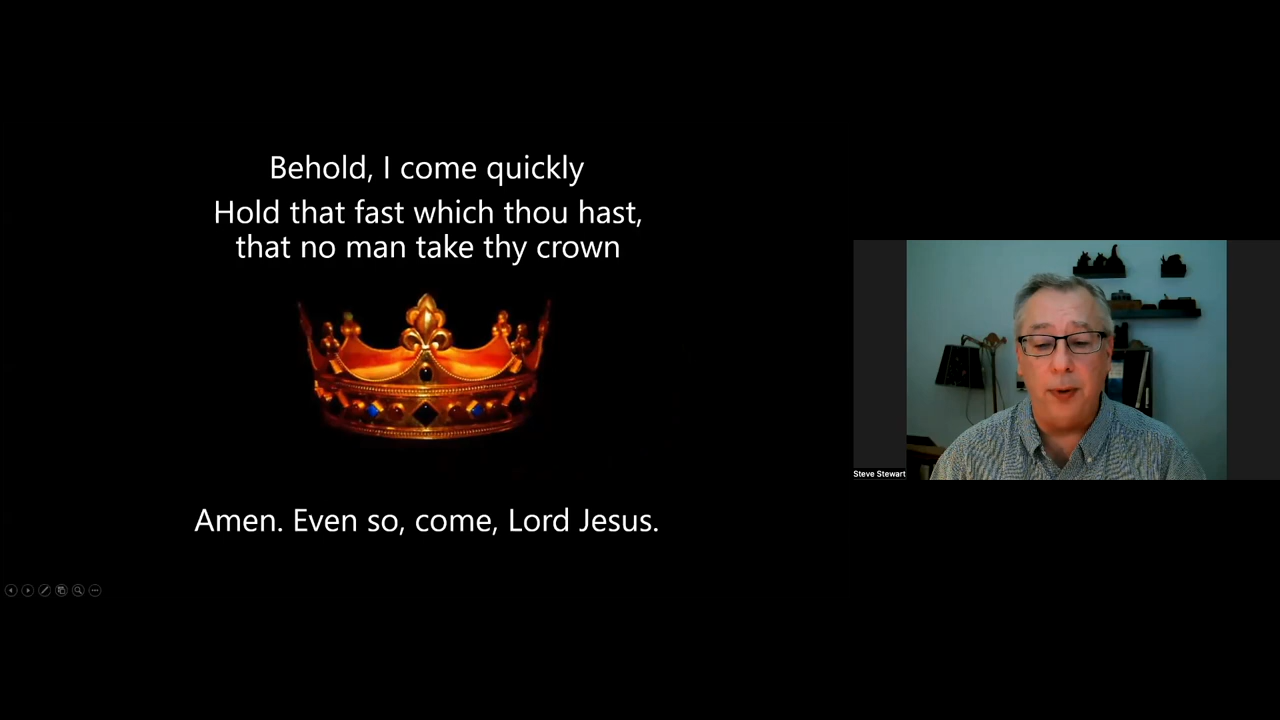 Behold, I come quickly
Hold that fast which thou hast,
that no man take thy crown
Amen. Even so, come, Lord Jesus.
Steve Stewart